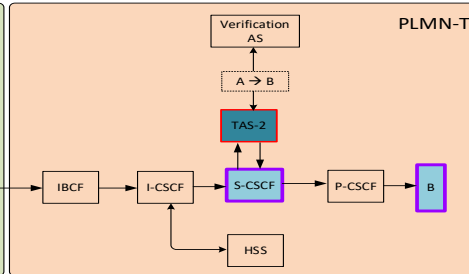 PLMN-T
Verification
AS
A → B
TAS-2
IBCF
I-CSCF
S-CSCF
P-CSCF
B
HSS